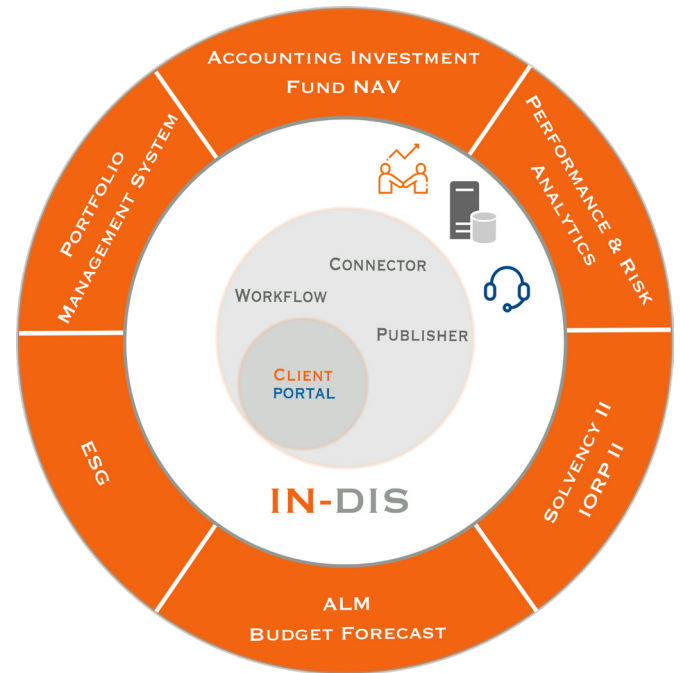 Accounting Investment
Fund NAV
Performance & Risk
Analytics
Solvency II
IORP II
ALM
Budget Forecast
ESG
Portfolio
Management System
Connector
Workflow
Publisher
Client
PORTAL
IN-DIS